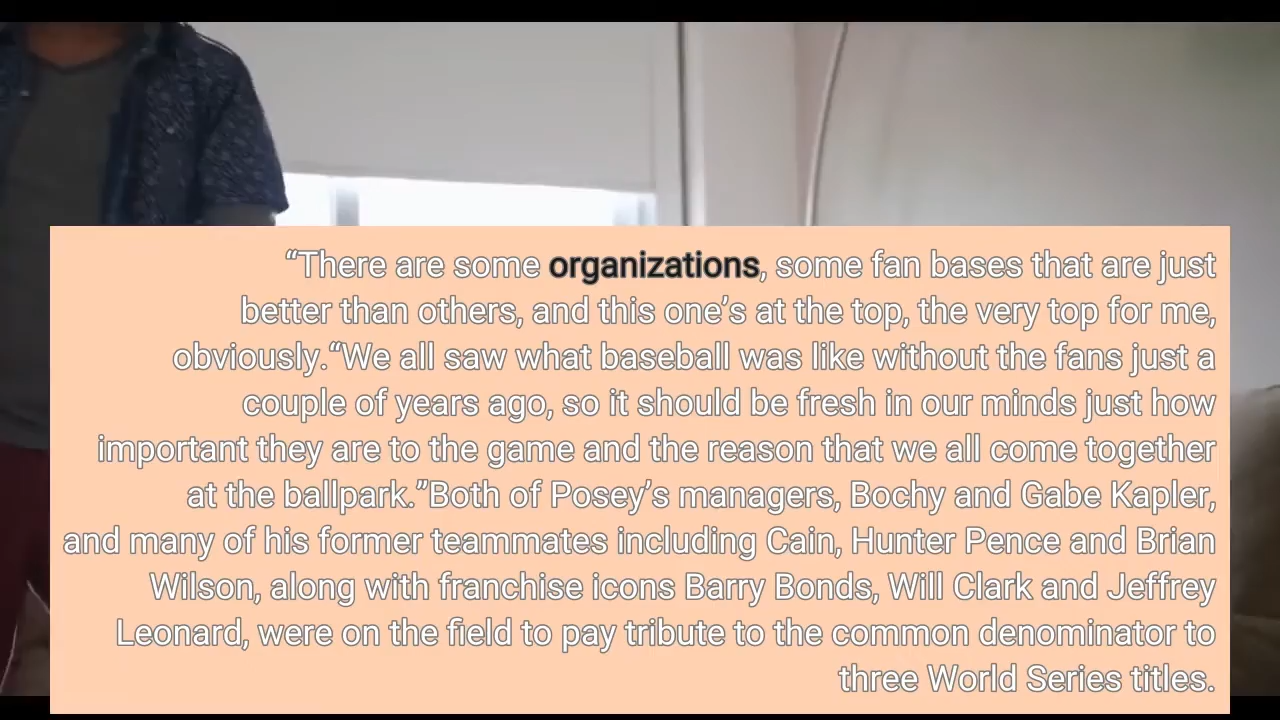 “There are some organizations, some fan bases that are just
better than others, and this one’s at the top, the very top for me,
obviously.“We all saw what baseball was like without the fans just a
couple of years ago, so it should be fresh in our minds just how
important they are to the game and the reason that we all come together
at the ballpark.”Both of Posey’s managers, Bochy and Gabe Kapler,
and many of his former teammates including Cain, Hunter Pence and Brian
Wilson, along with franchise icons Barry Bonds, Will Clark and Jeffrey
Leonard, were on the field to pay tribute to the common denominator to
three World Series titles.